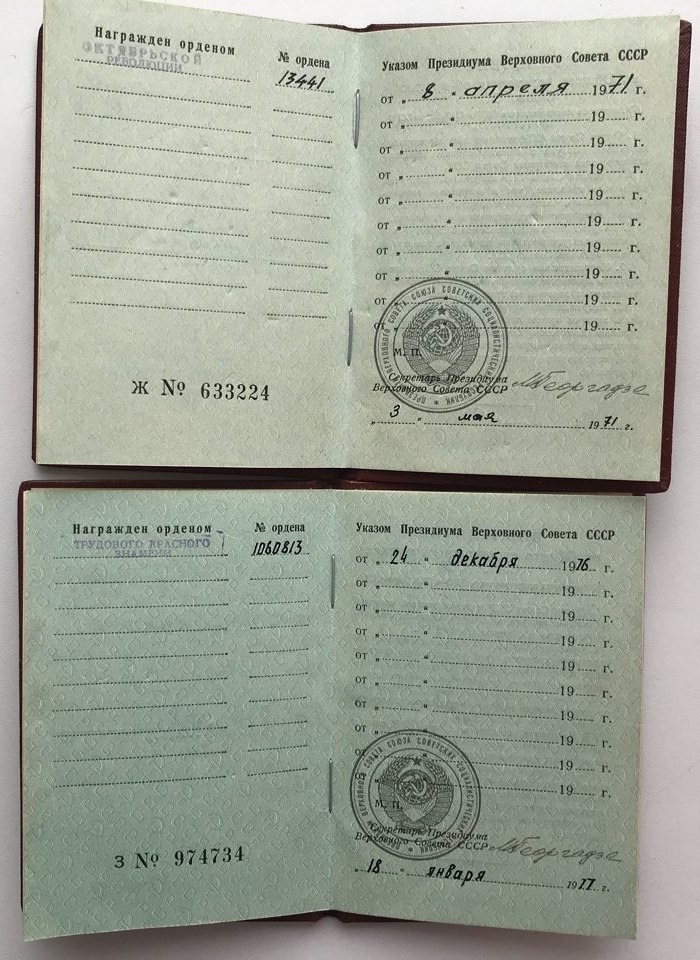 Награжден орденом
ОКТЯБРЬСКОЙ
РЕВОЛЮЦИИ
№ ордена
13441
Ж № 633224
Указом Президиума Верховного Совета СССР
от „ 8 “ апреля 1971 г.
от „ “ 19 г.
от „ “ 19 г.
от „ “ 19 г.
от „ “ 19 г.
от „ “ 19 г.
от „ “ 19 г.
от „ “ 19 г.
от „ “ 19 г.
от „ “ 19 г.
М. П.
Секретарь Президиума
Верховного Совета СССР
МГеоргадзе
„ 3 “ мая 1971 г.
Награжден орденом
ТРУДОВОГО КРАСНОГО
ЗНАМЕНИ
№ ордена
1060813
З № 974734
Указом Президиума Верховного Совета СССР
от „ 24 “ декабря 1976 г.
от „ “ 19 г.
от „ “ 19 г.
от „ “ 19 г.
от „ “ 19 г.
от „ “ 19 г.
от „ “ 19 г.
от „ “ 19 г.
от „ “ 19 г.
от „ “ 19 г.
М. П.
Секретарь Президиума
Верховного Совета СССР
МГеоргадзе
„ 18 “ января 1977 г.